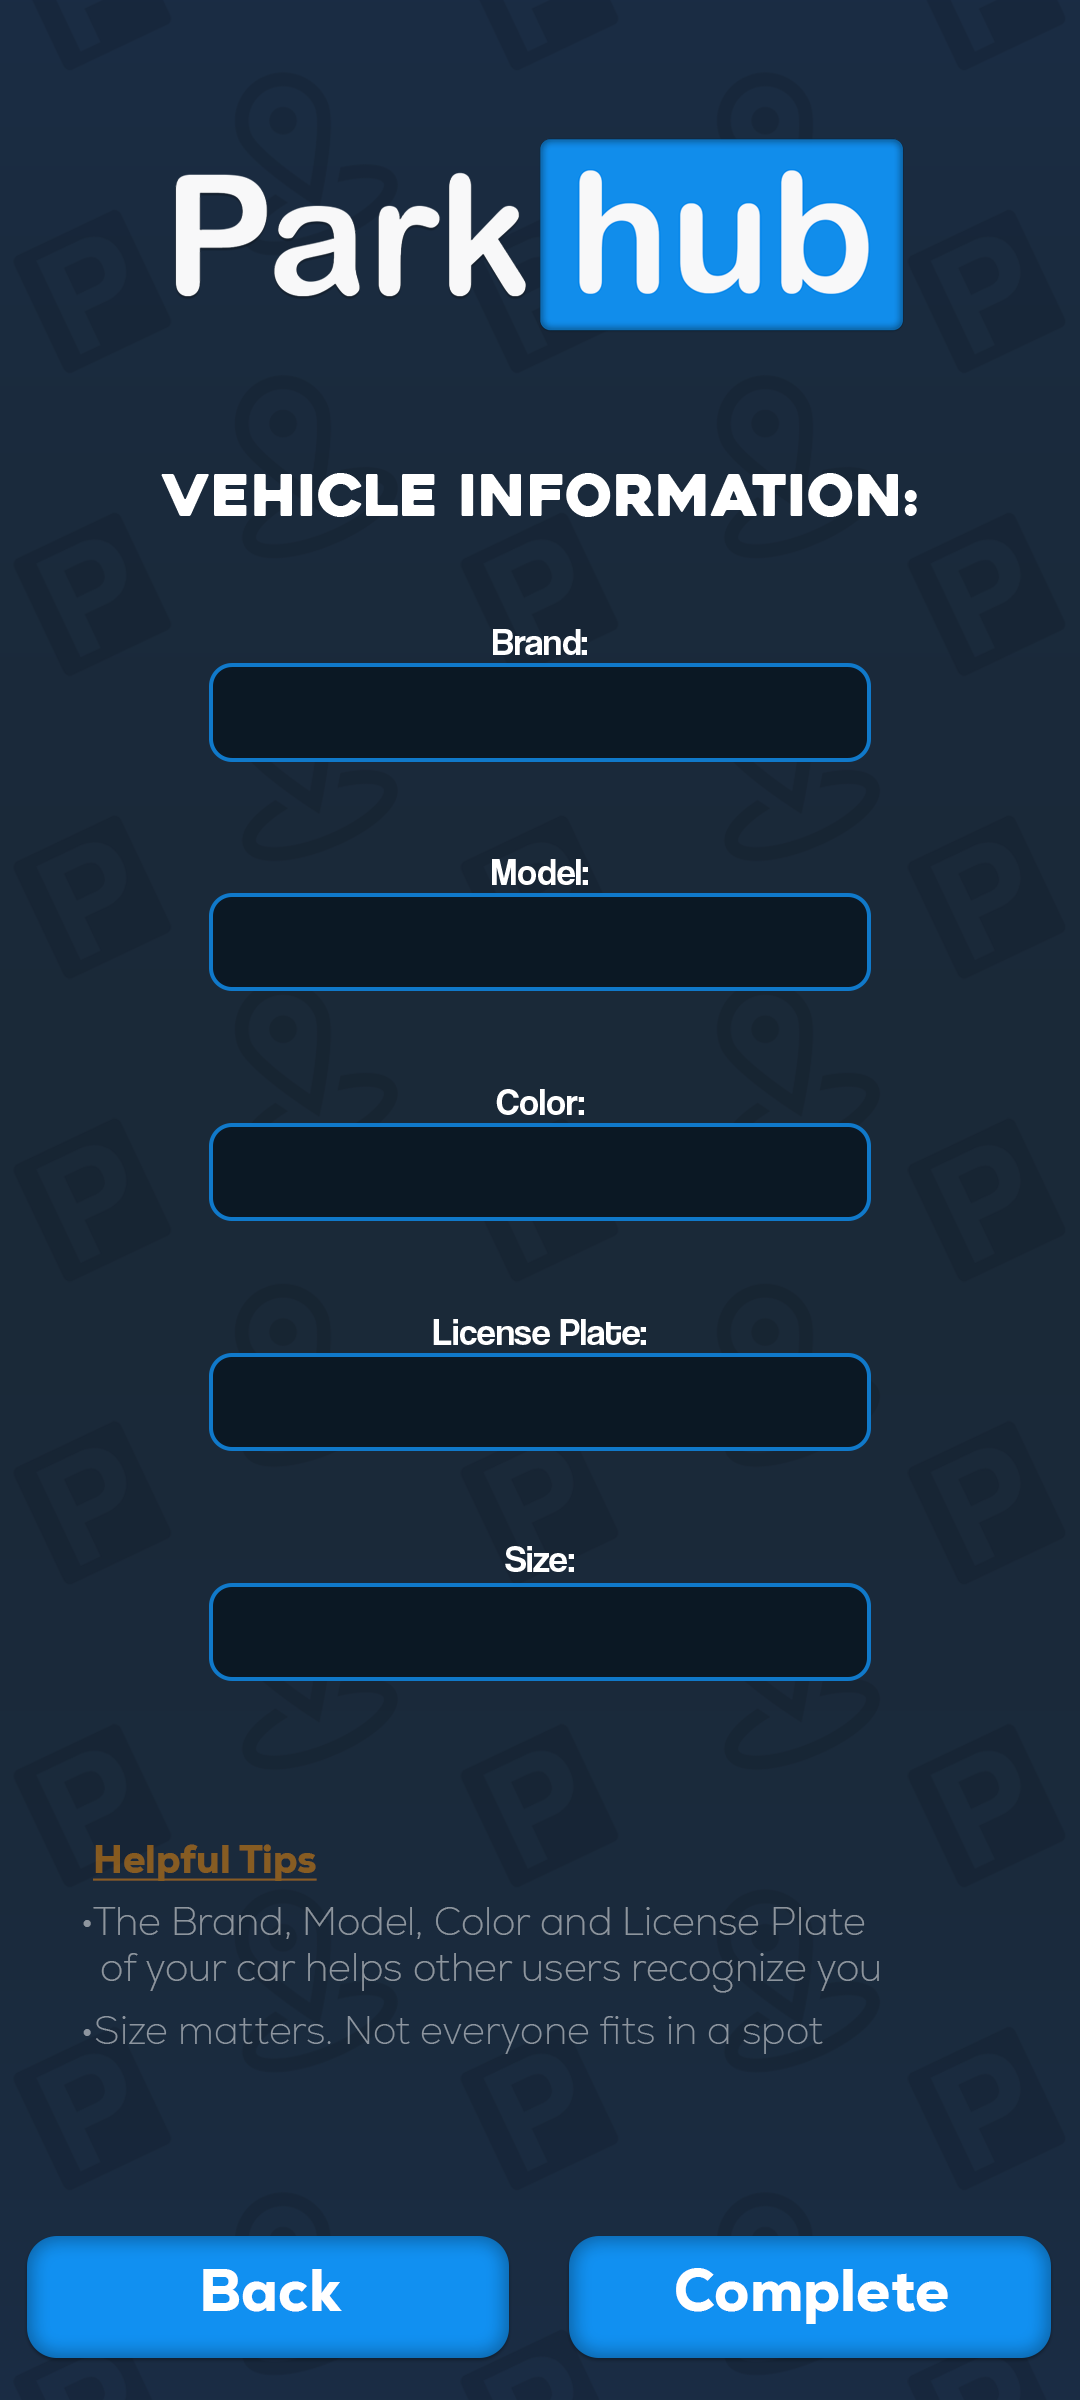 Park hub
VEHICLE INFORMATION:
Brand:
Model:
Color:
License Plate:
Size:
Helpful Tips
•The Brand, Model, Color and License Plate
of your car helps other users recognize you
•Size matters. Not everyone fits in a spot
Back
Complete